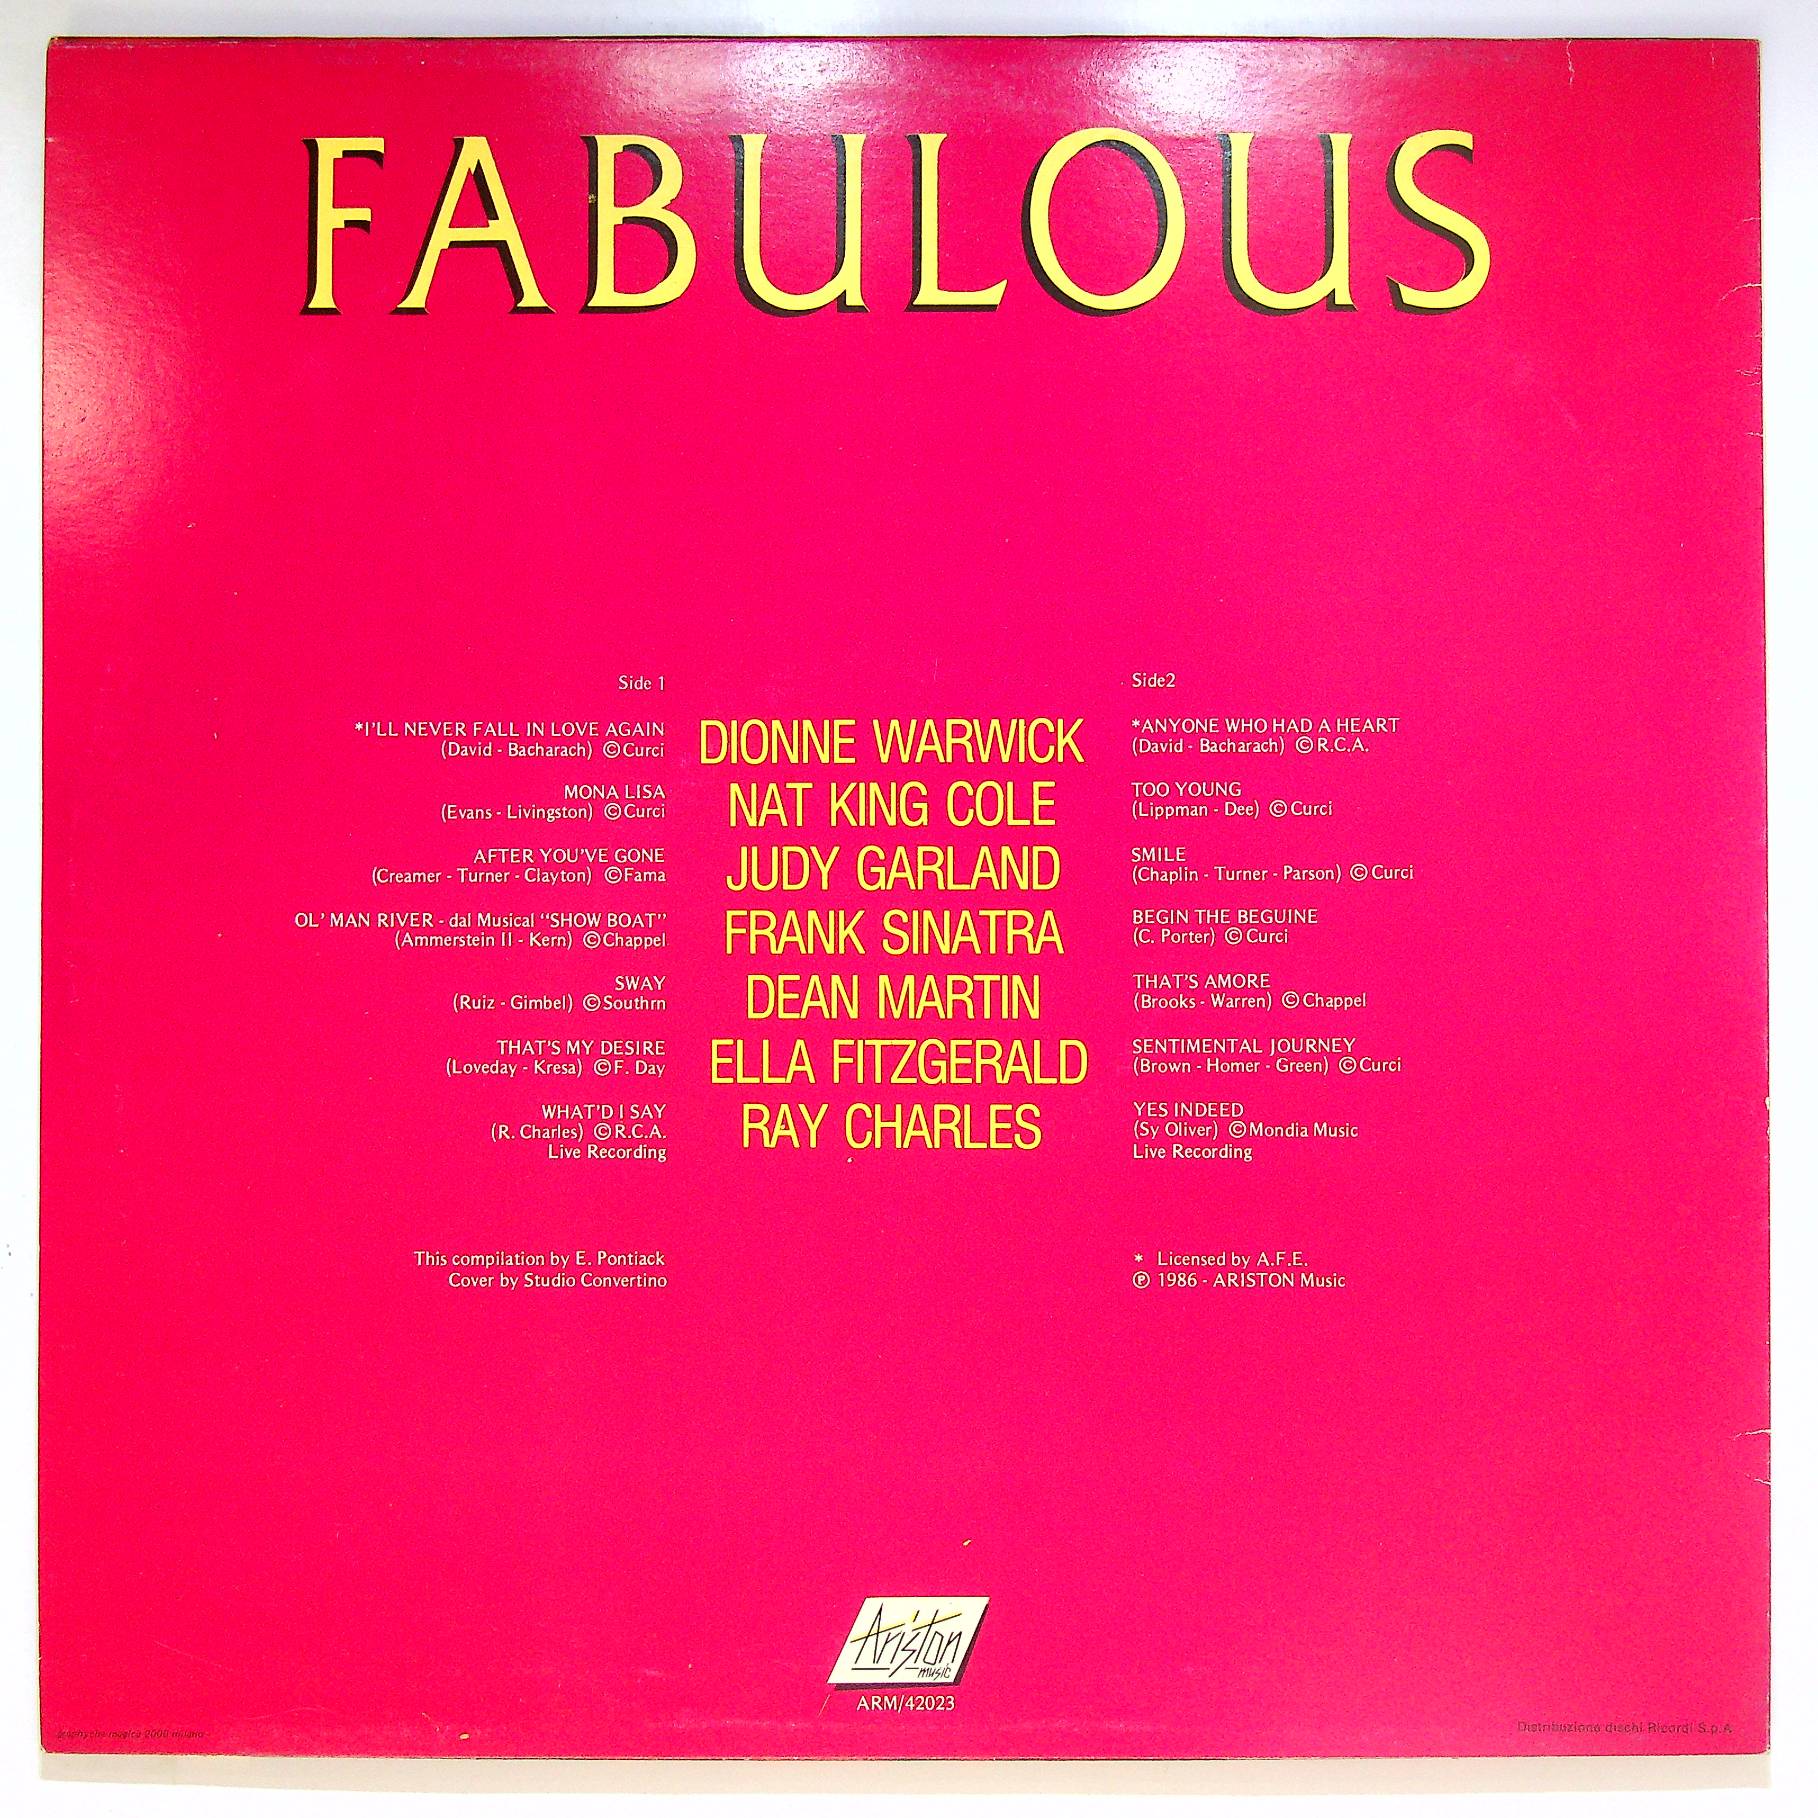 FABULOUS
Side 1
*I'LL NEVER FALL IN LOVE AGAIN
(David - Bacharach) ©Curci
MONA LISA
(Evans - Livingston) ©Curci
AFTER YOU'VE GONE
(Creamer - Turner - Clayton) ©Fama
OL' MAN RIVER - dal Musical "SHOW BOAT"
(Ammerstein II - Kern) ©Chappel
SWAY
(Ruiz - Gimbel) ©Southrn
THAT'S MY DESIRE
(Loveday - Kresa) ©F. Day
WHAT'D I SAY
(R. Charles) ©R.C.A.
Live Recording
DIONNE WARWICK
NAT KING COLE
JUDY GARLAND
FRANK SINATRA
DEAN MARTIN
ELLA FITZGERALD
RAY CHARLES
Side2
*ANYONE WHO HAD A HEART
(David - Bacharach) ©R.C.A.
TOO YOUNG
(Lippman - Dee) ©Curci
SMILE
(Chaplin - Turner - Parson) ©Curci
BEGIN THE BEGUINE
(C. Porter) ©Curci
THAT'S AMORE
(Brooks - Warren) ©Chappel
SENTIMENTAL JOURNEY
(Brown - Homer - Green) ©Curci
YES INDEED
(Sy Oliver) ©Mondia Music
Live Recording
This compilation by E. Pontiack
Cover by Studio Convertino
* Licensed by A.F.E.
℗ 1986 - ARISTON Music
Ariston
music
ARM/42023
magica 2000 milano
Distribuzione dischi Ricordi S.p.A.